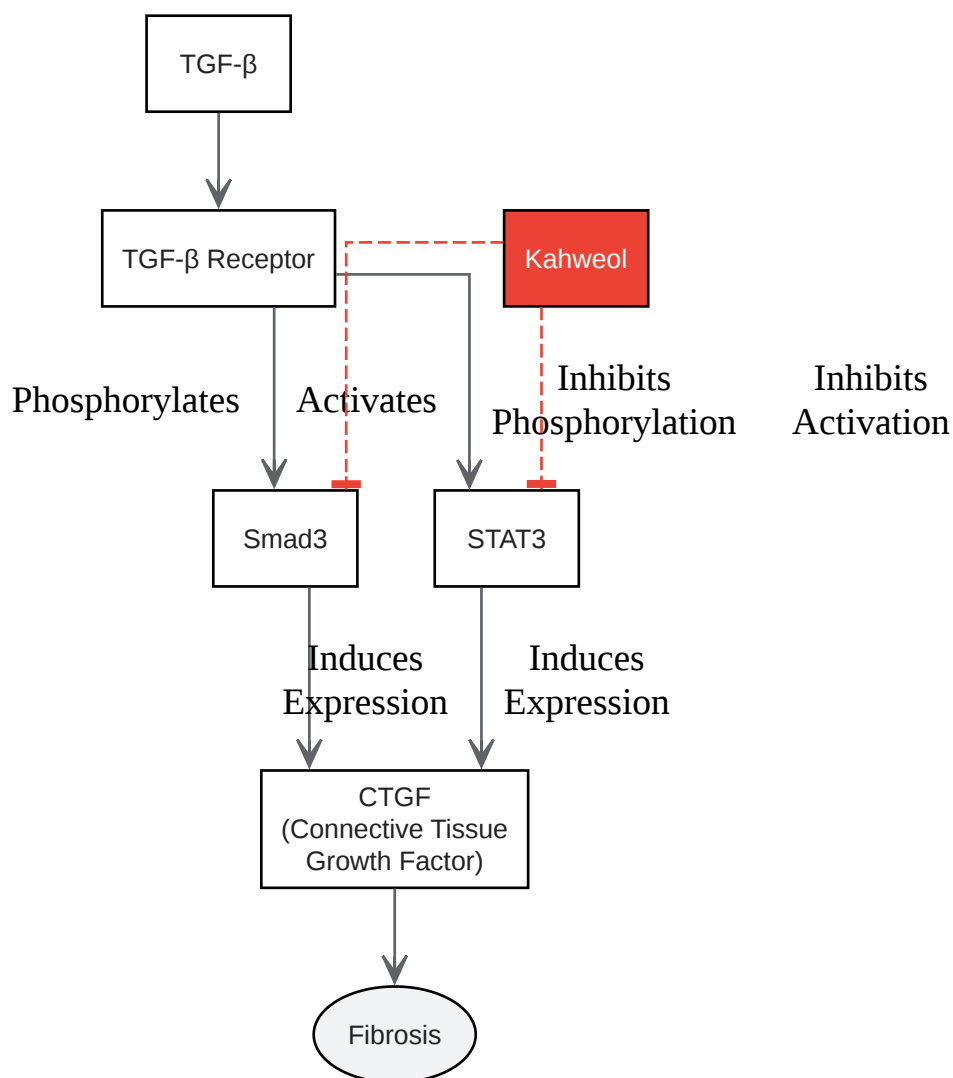 TGF-β
TGF-β Receptor
Kahweol
Phosphorylates
Activates
Inhibits
Phosphorylation
Inhibits
Activation
Smad3
STAT3
Induces
Expression
Induces
Expression
CTGF
(Connective Tissue
Growth Factor)
Fibrosis